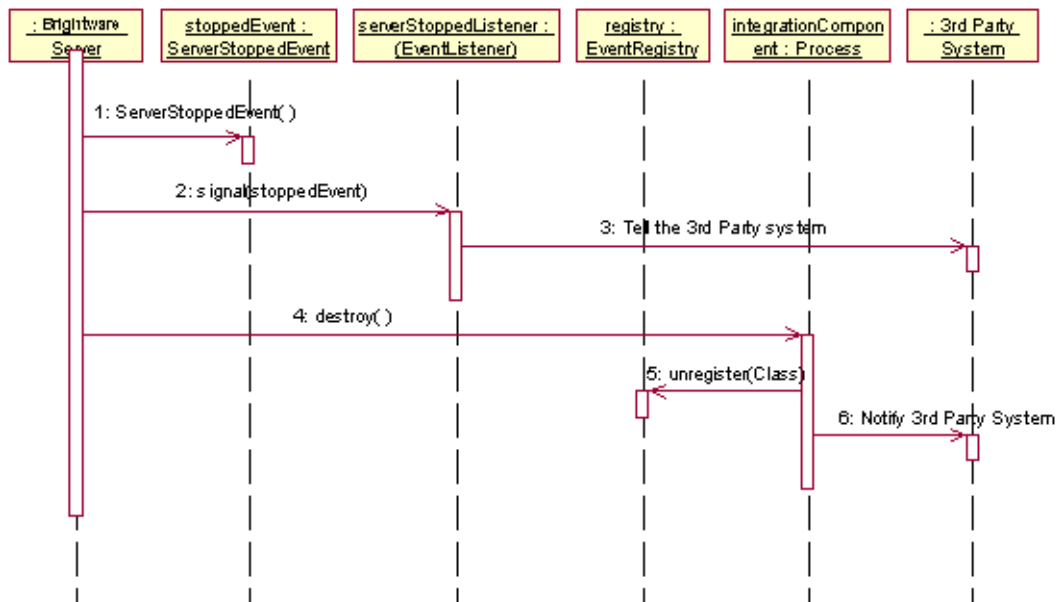 : Brightware
Server
stoppedEvent :
ServerStoppedEvent
serverStoppedListener :
(EventListener)
registry :
EventRegistry
integrationCompon
ent : Process
: 3rd Party
System
1: ServerStoppedEvent( )
2: signal(stoppedEvent)
3: Tell the 3rd Party system
4: destroy( )
5: unregister(Class)
6: Notify 3rd Party System